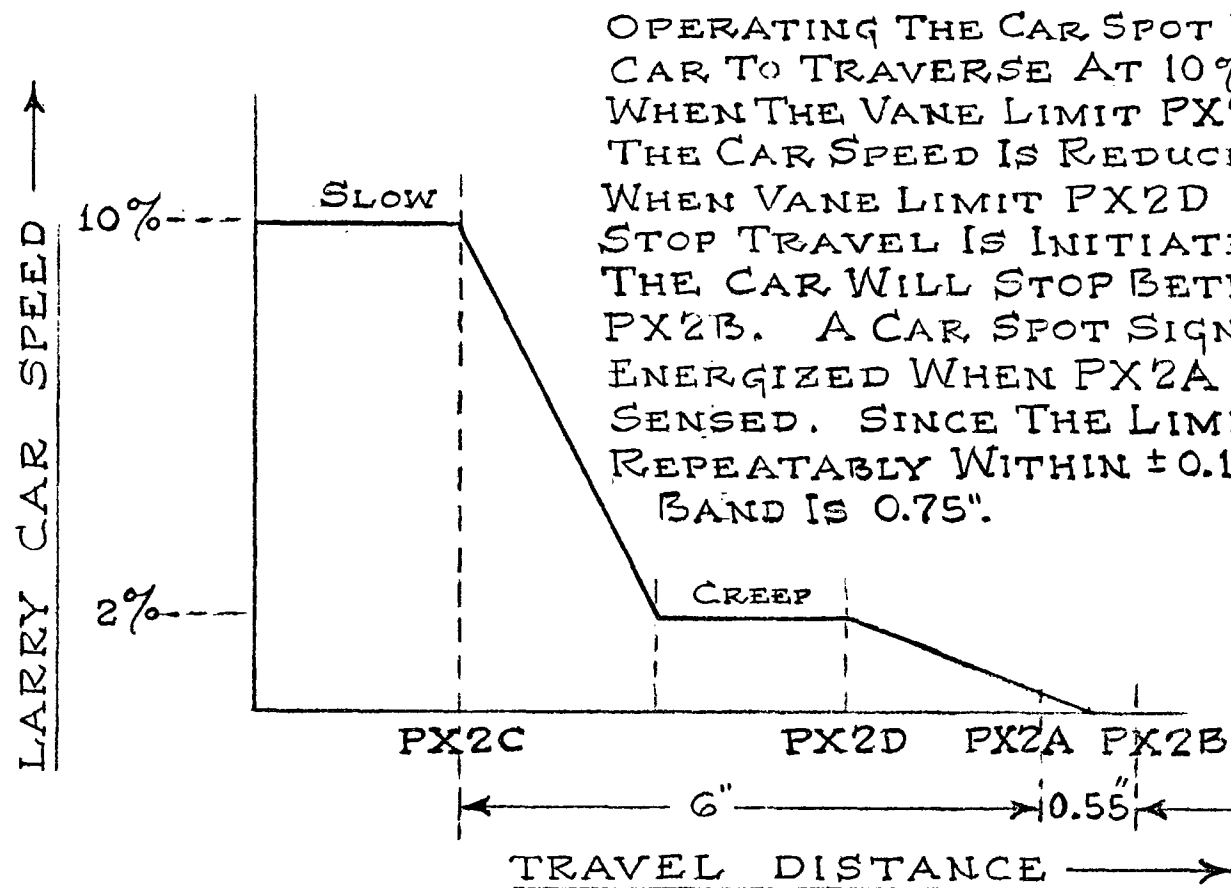 OPERATING THE CAR SPOT
CAR TO TRAVERSE AT 10%
WHEN THE VANE LIMIT
THE CAR SPEED IS
WHEN VANE LIMIT PX2D
STOP TRAVEL IS
THE CAR WILL STOP
PX2B. A CAR SPOT
ENERGIZED WHEN PX2A
SENSED. SINCE THE
REPEATABLY WITHIN ±0.1
BAND IS 0.75".
LARRY CAR SPEED
10%
SLOW
2%
CREEP
PX2C PX2D PX2A PX2B
6" 0.55"
TRAVEL DISTANCE